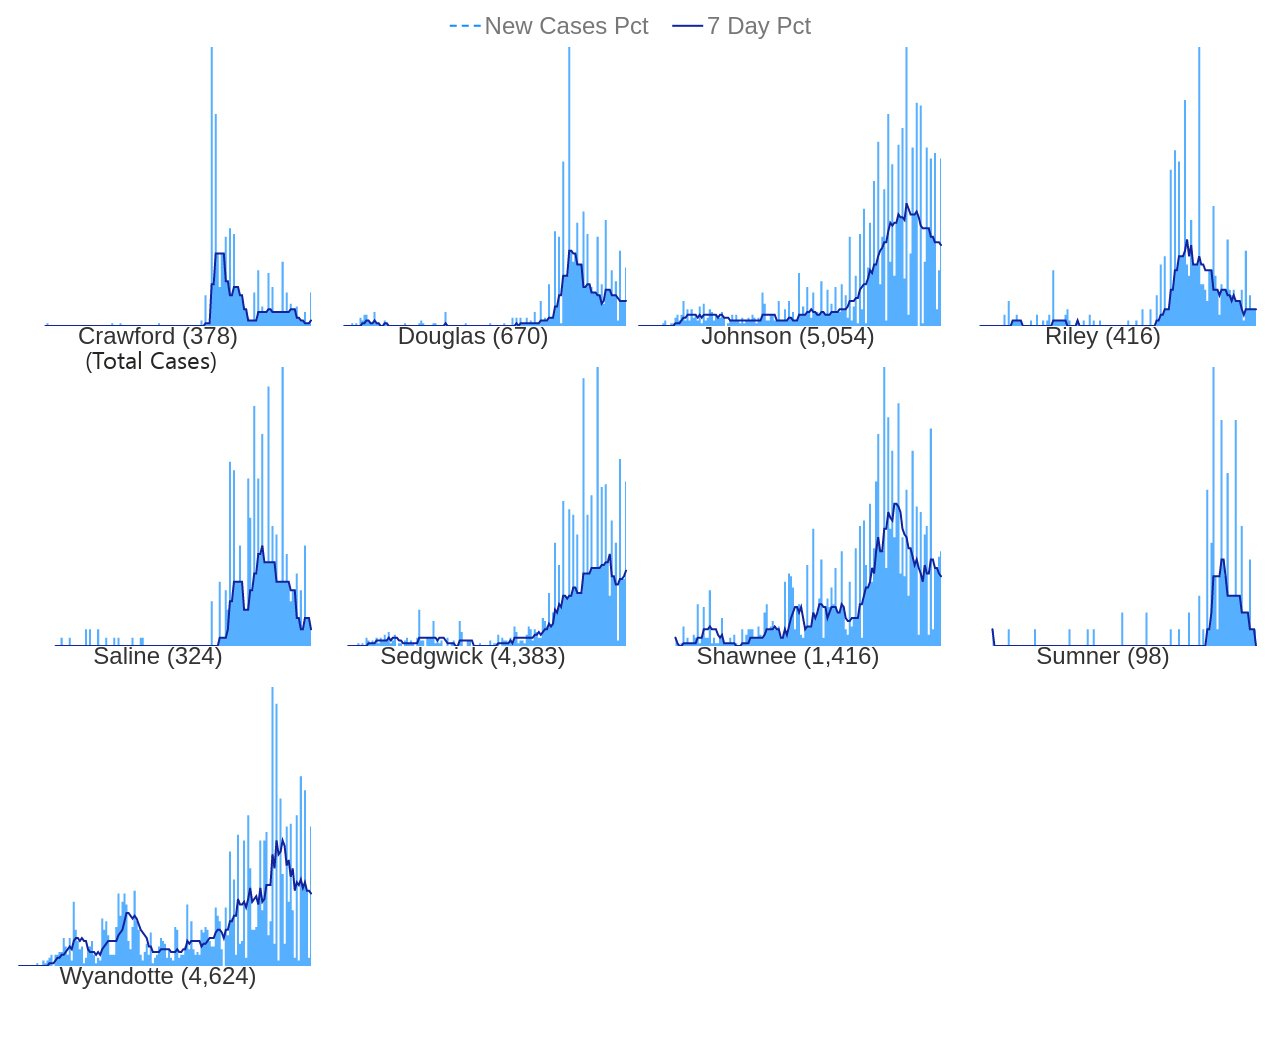 New Cases Pct 7 Day Pct
Crawford (378) Douglas (670) Johnson (5,054) Riley (416)
(Total Cases)
Saline (324) Sedgwick (4,383) Shawnee (1,416) Sumner (98)
Wyandotte (4,624)